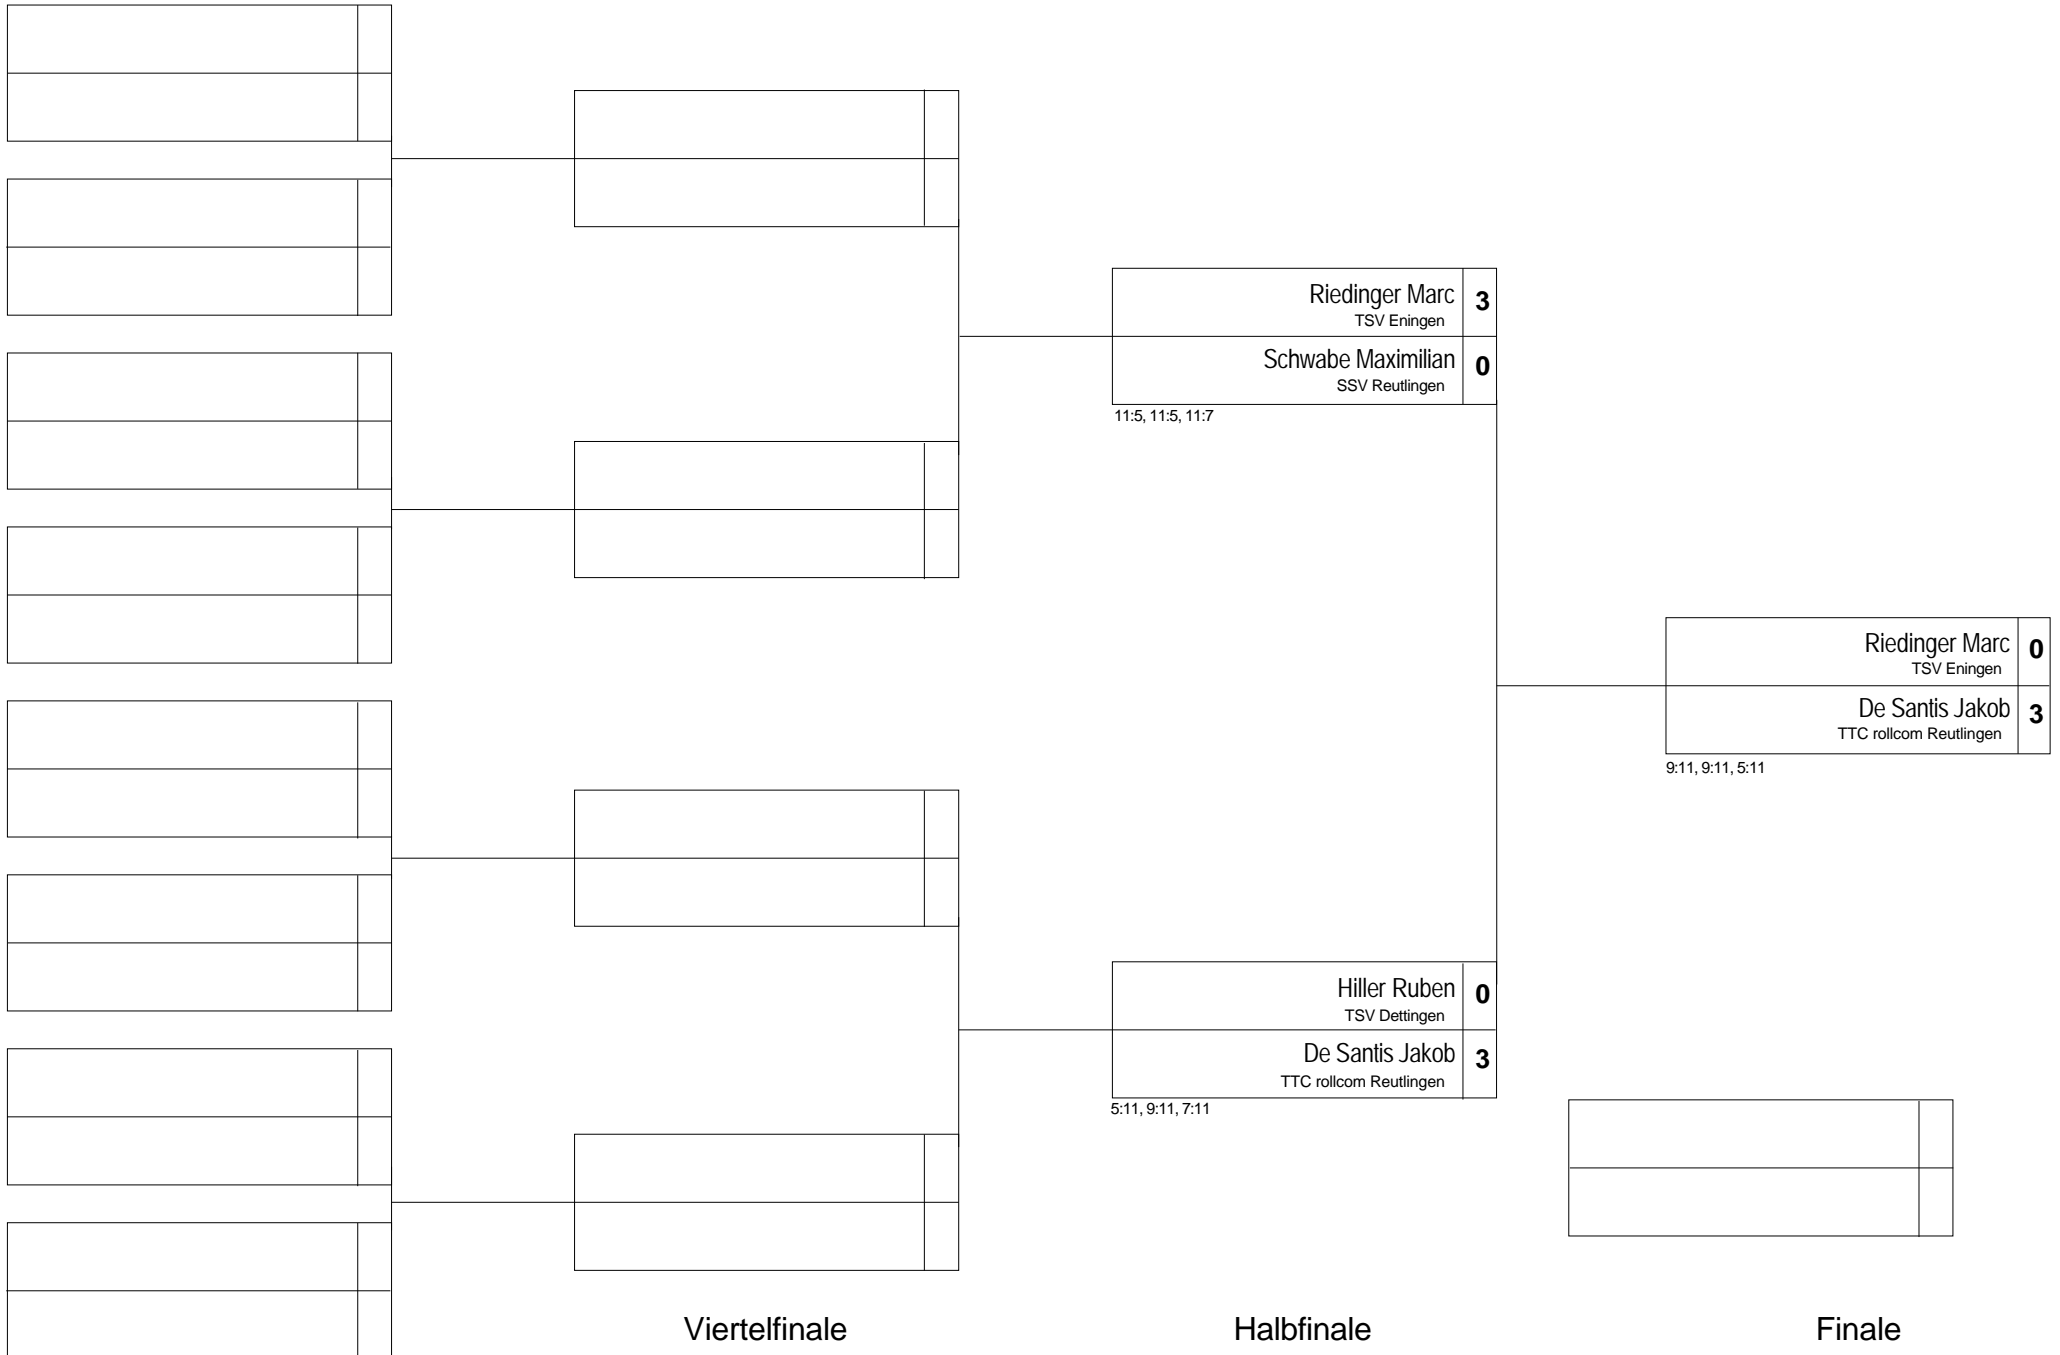 Riedinger Marc 3
TSV Eningen
Schwabe Maximilian 0
SSV Reutlingen
11:5, 11:5, 11:7
Riedinger Marc 0
TSV Eningen
De Santis Jakob 3
TTC rollcom Reutlingen
9:11, 9:11, 5:11
Hiller Ruben 0
TSV Dettingen
De Santis Jakob 3
TTC rollcom Reutlingen
5:11, 9:11, 7:11
Viertelfinale Halbfinale Finale